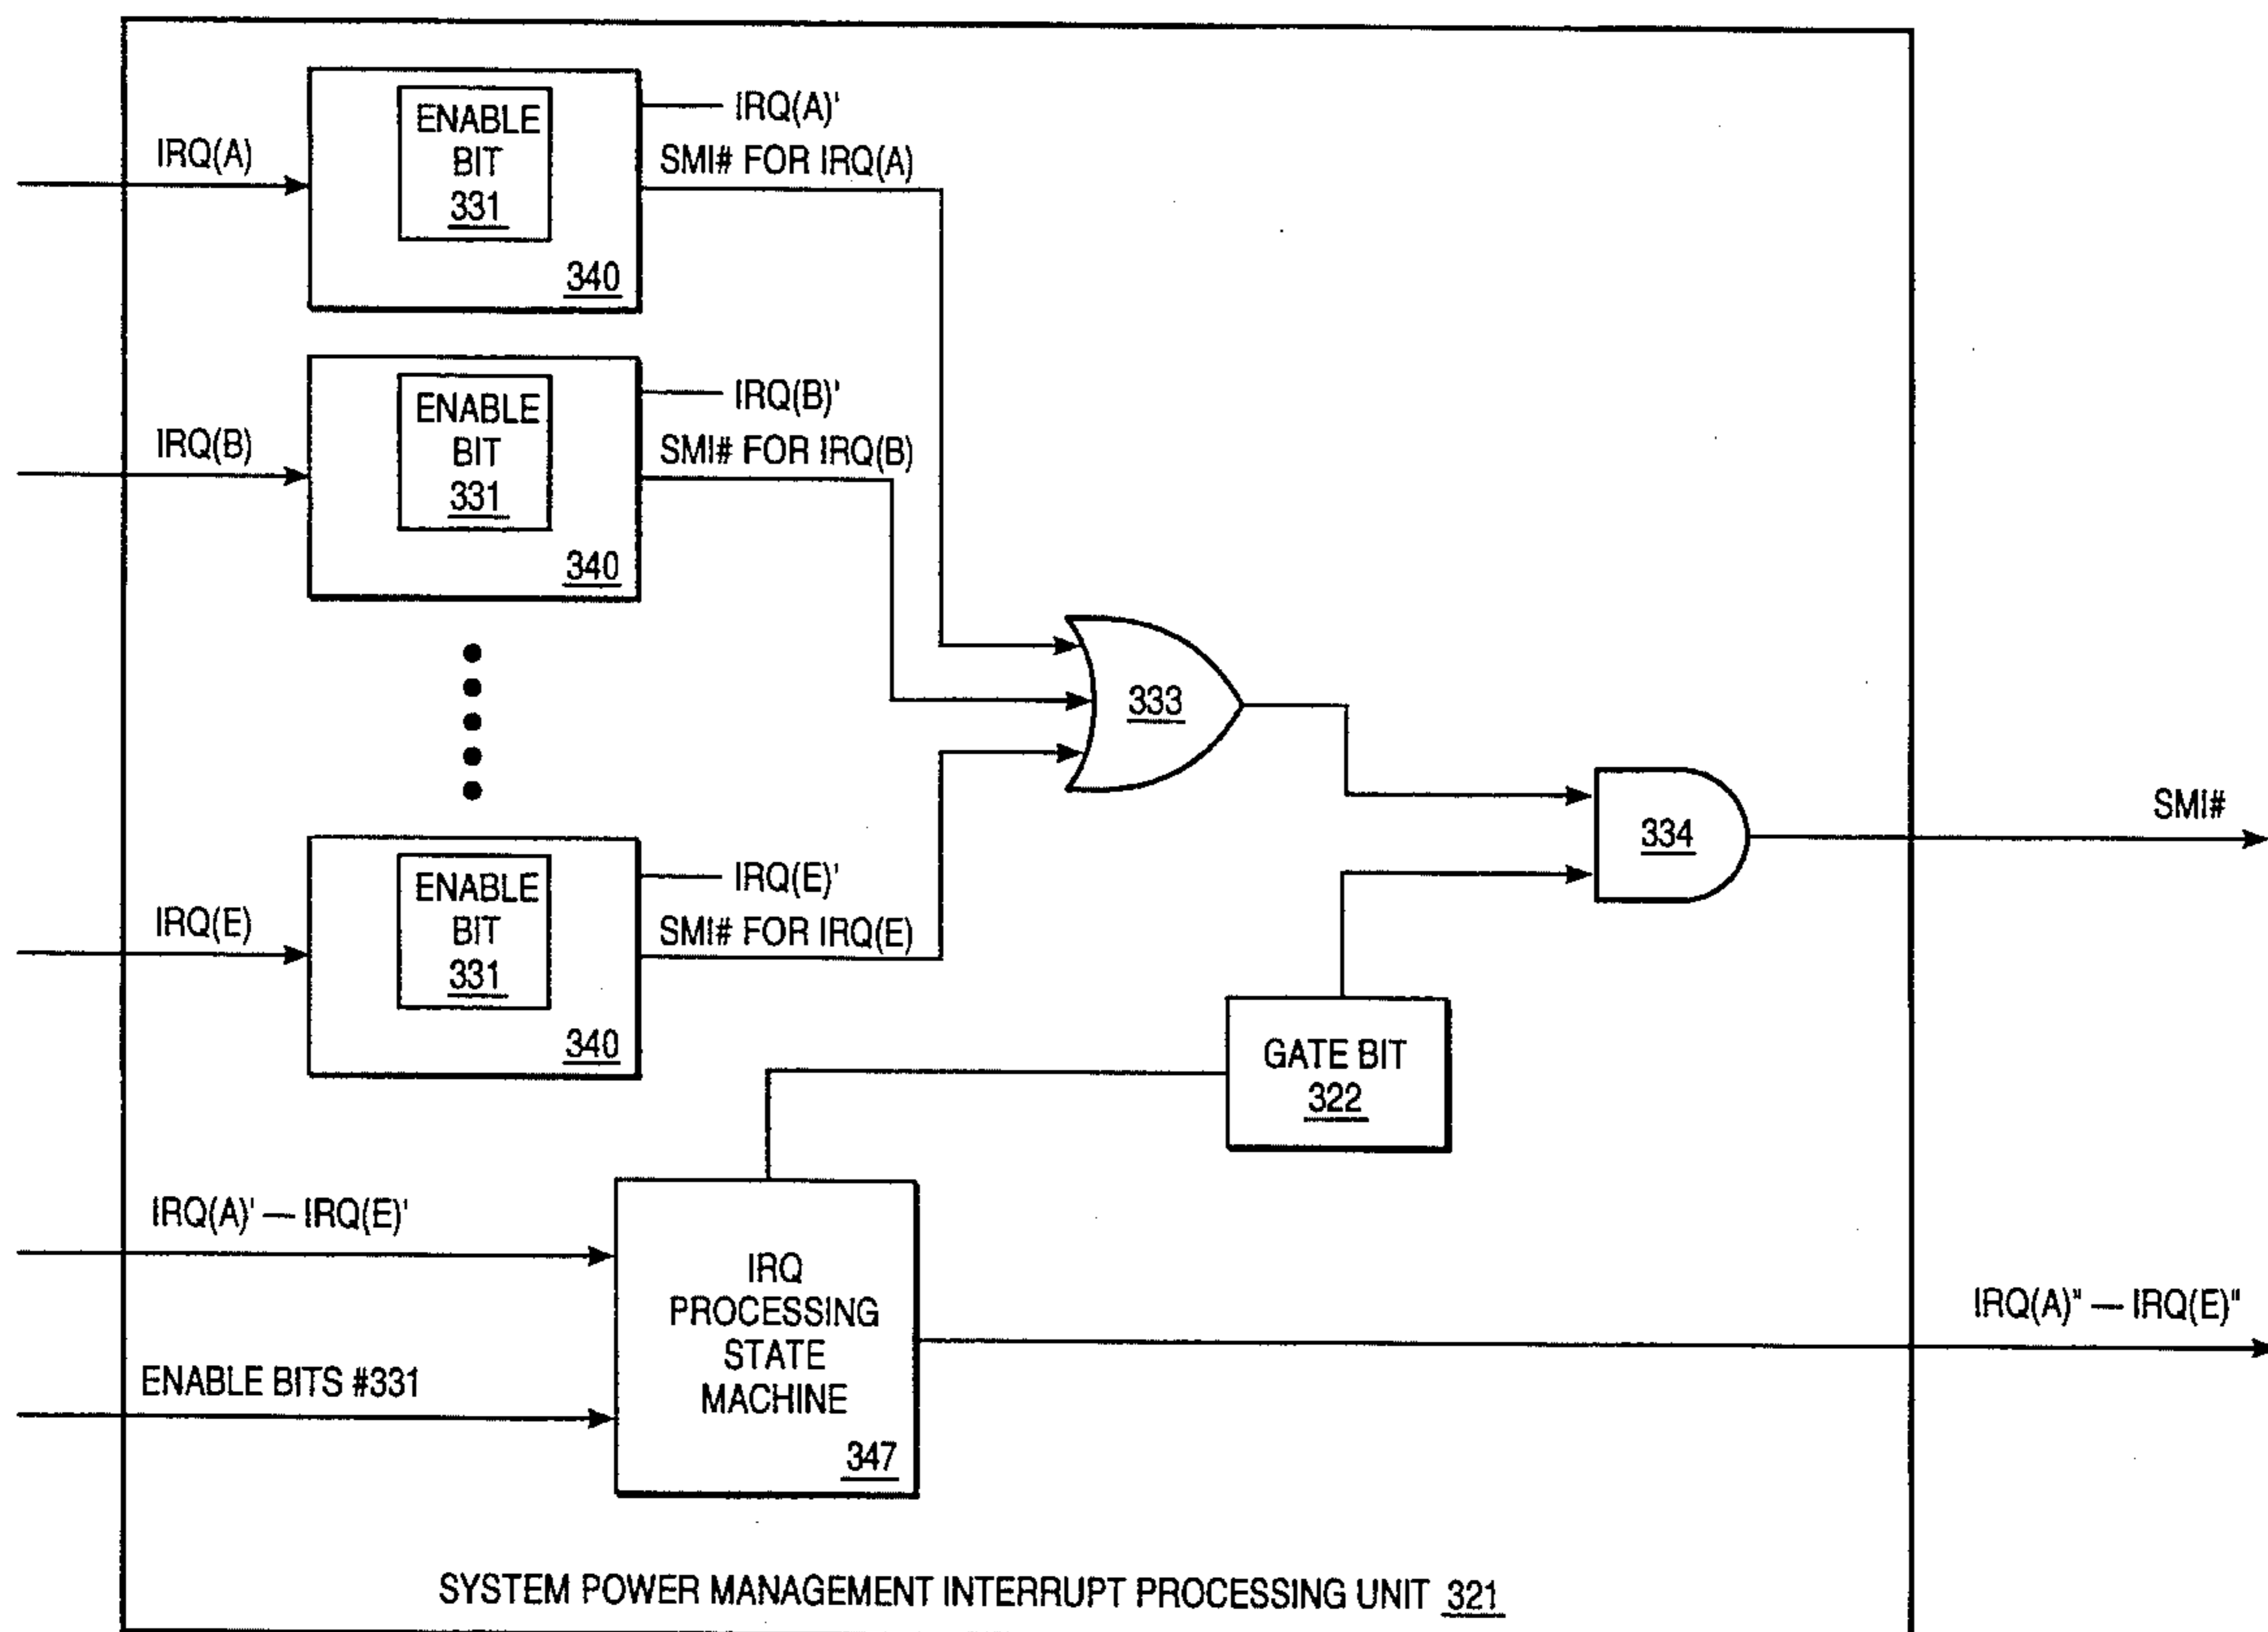 IRQ(A)
ENABLE
BIT
331
340
IRQ(A)'
SMI# FOR IRQ(A)
IRQ(B)
ENABLE
BIT
331
340
IRQ(B)'
SMI# FOR IRQ(B)
333
334
SMI#
IRQ(E)
ENABLE
BIT
331
340
IRQ(E)'
SMI# FOR IRQ(E)
GATE BIT
322
IRQ(A)' — IRQ(E)'
ENABLE BITS #331
IRQ
PROCESSING
STATE
MACHINE
347
IRQ(A)" — IRQ(E)"
SYSTEM POWER MANAGEMENT INTERRUPT PROCESSING UNIT 321